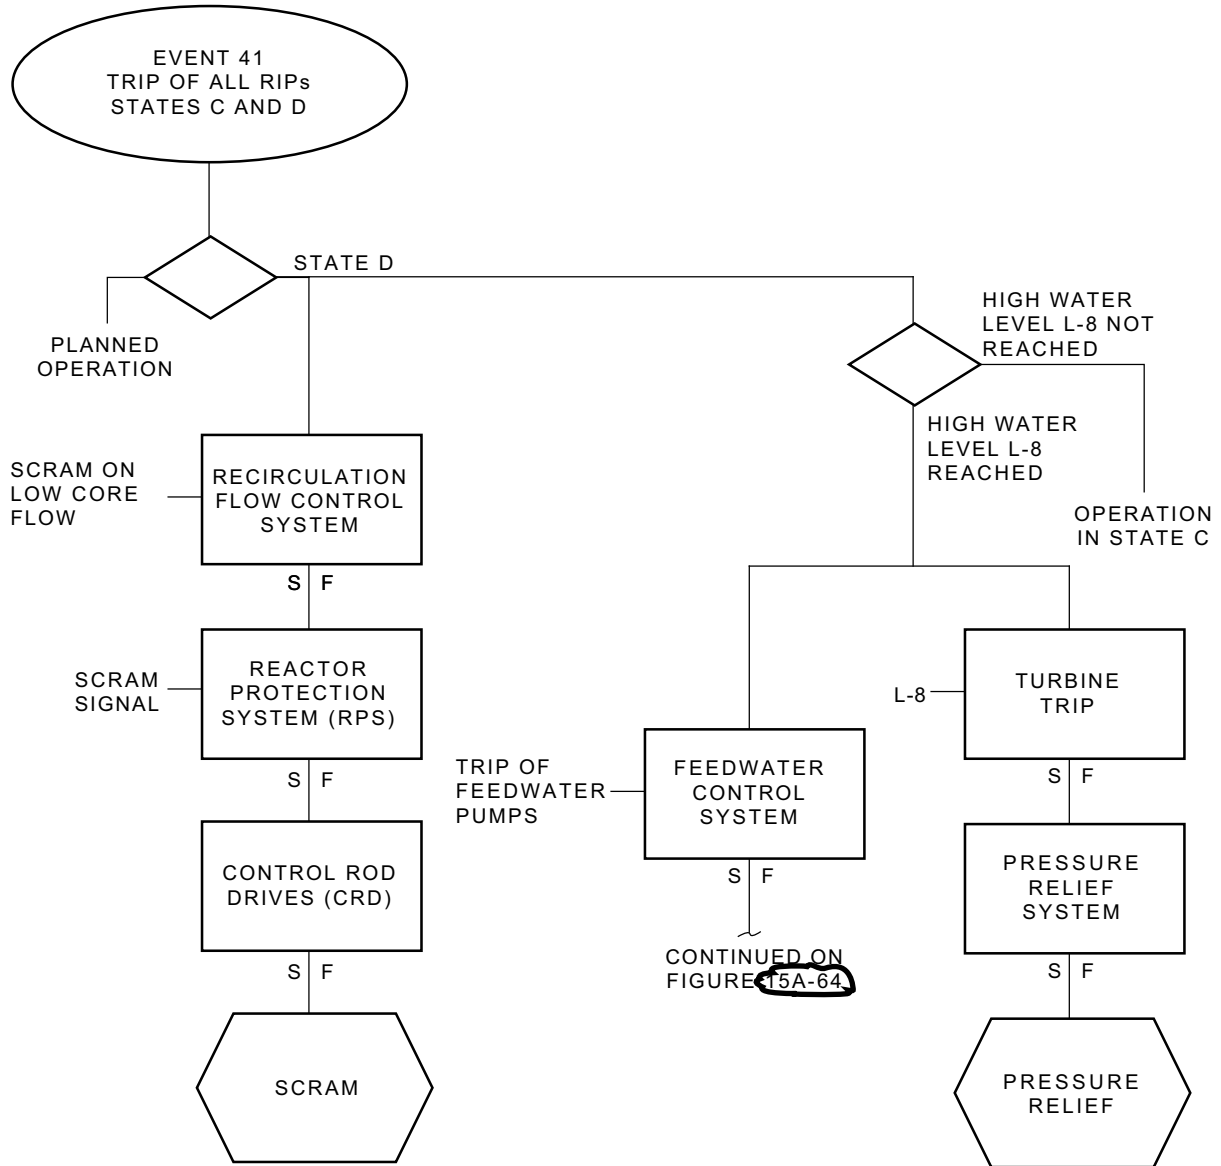 EVENT 41
TRIP OF ALL RIPs
STATES C AND D
STATE D
PLANNED
OPERATION
HIGH WATER
LEVEL L-8 NOT
REACHED
HIGH WATER
LEVEL L-8
REACHED
OPERATION
IN STATE C
SCRAM ON
LOW CORE
FLOW
RECIRCULATION
FLOW CONTROL
SYSTEM
S F
SCRAM
SIGNAL
REACTOR
PROTECTION
SYSTEM (RPS)
S F
CONTROL ROD
DRIVES (CRD)
S F
SCRAM
TRIP OF
FEEDWATER
PUMPS
FEEDWATER
CONTROL
SYSTEM
S F
CONTINUED ON
FIGURE 15A-64
L-8
TURBINE
TRIP
S F
PRESSURE
RELIEF
SYSTEM
S F
PRESSURE
RELIEF